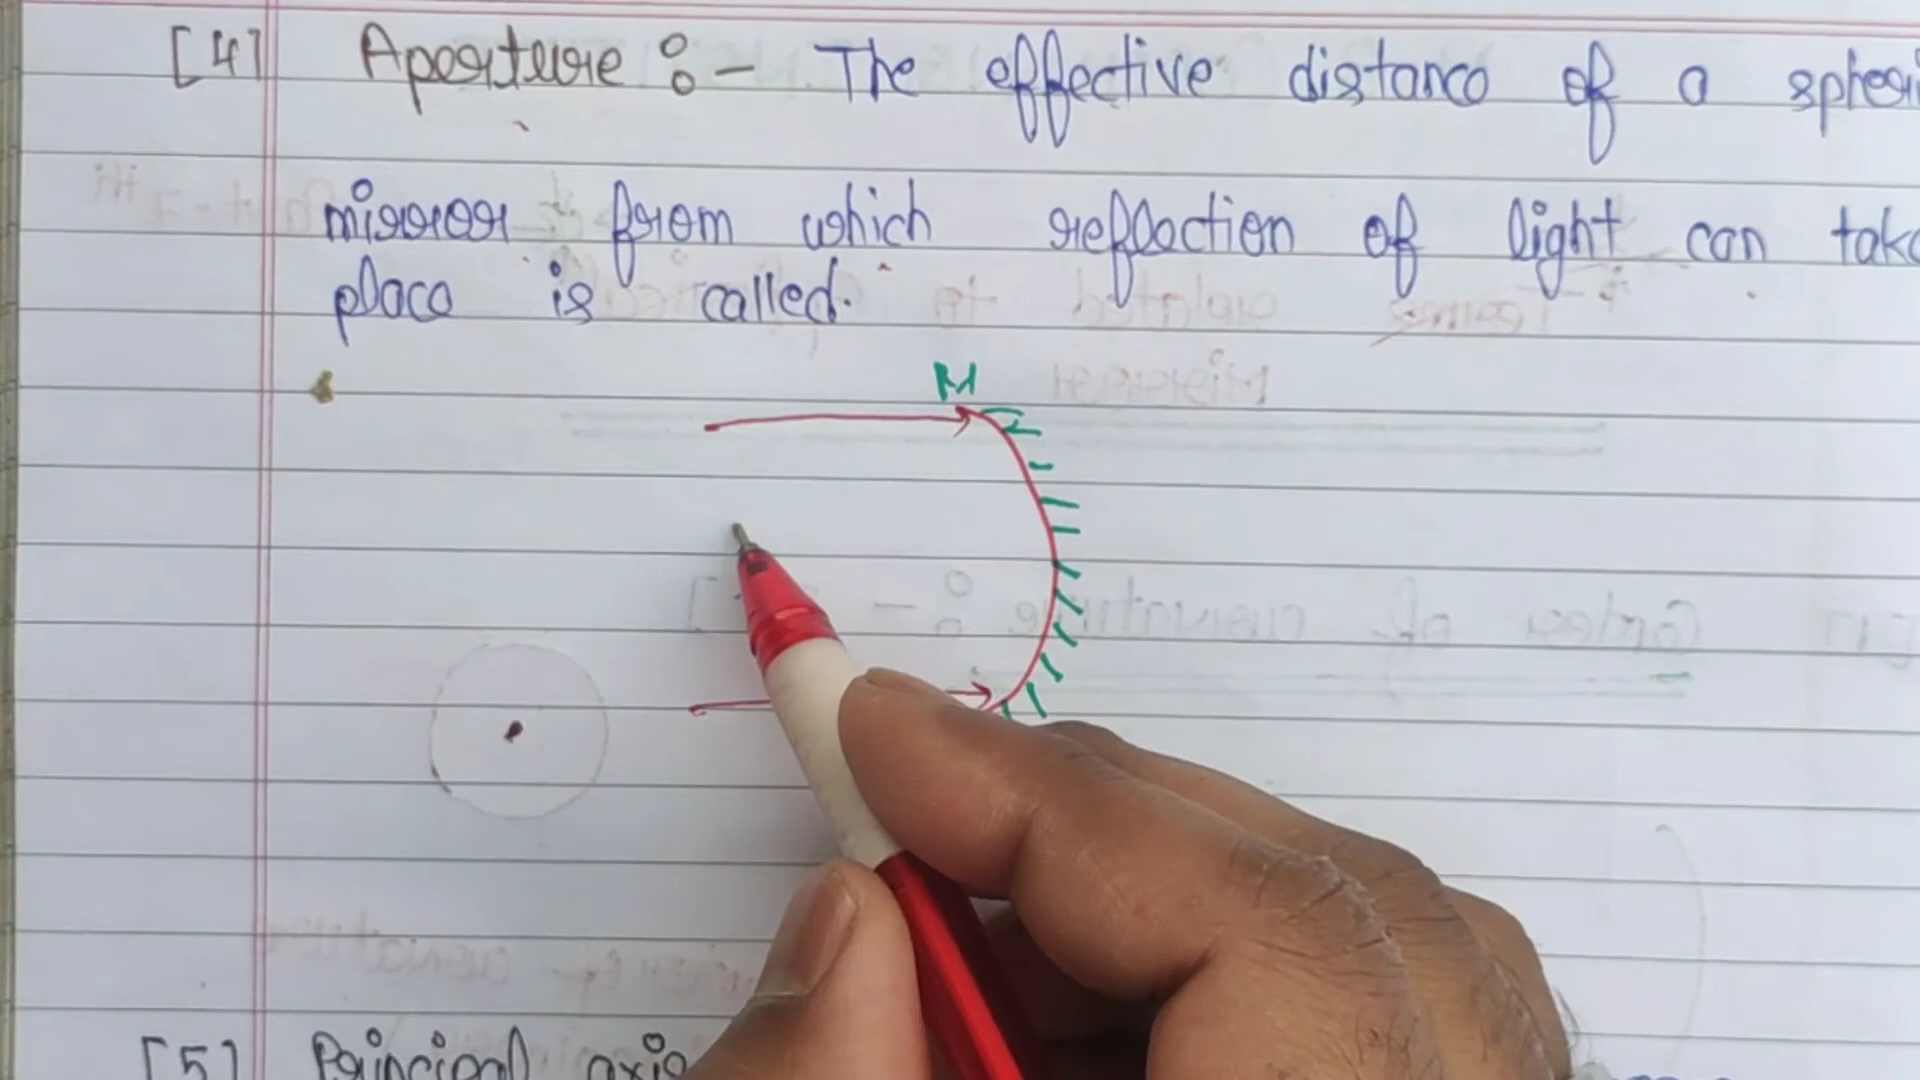 [4] Aperture :- The effective distance of a spheri
mirror from which reflection of light can take
place is called.
M
[5] Principal axis